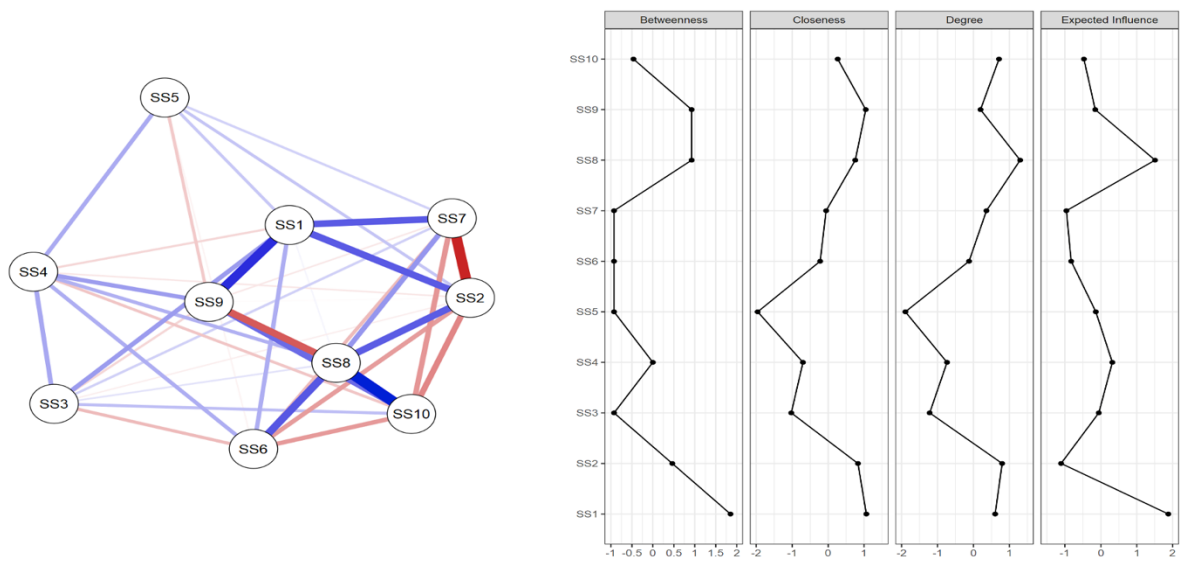 SS5
SS1
SS7
SS4
SS9
SS2
SS8
SS3
SS10
SS6
Betweenness Closeness Degree Expected Influence
SS10
SS9
SS8
SS7
SS6
SS5
SS4
SS3
SS2
SS1
-1 -0.5 0 0.5 1 1.5 2 -2 -1 0 1 -2 -1 0 1 -1 0 1 2